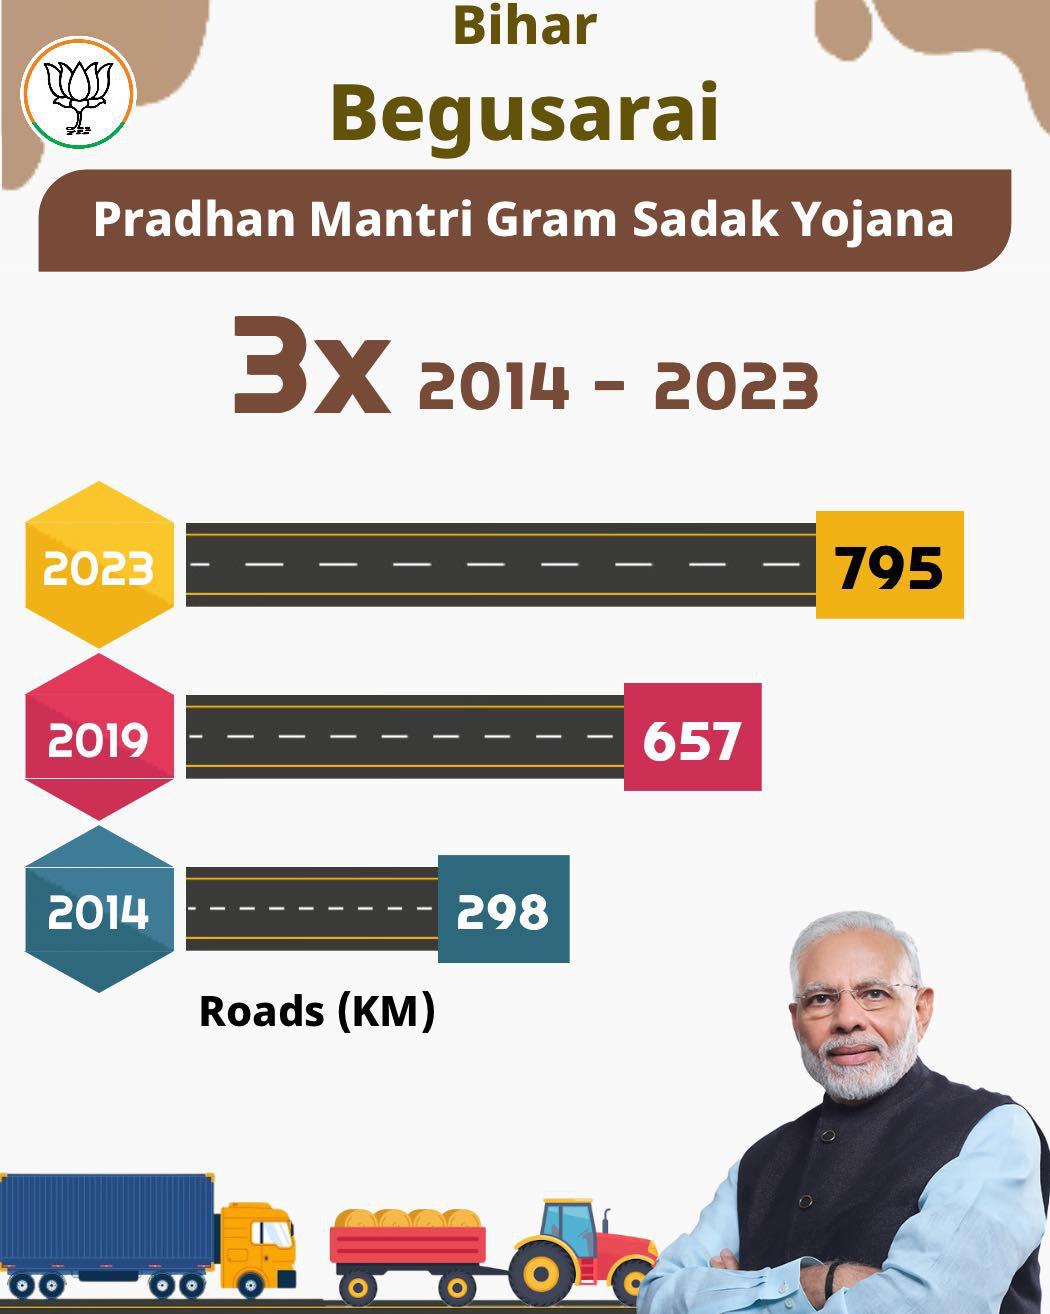 Bihar
Begusarai
Pradhan Mantri Gram Sadak Yojana
3x 2014 - 2023
2023
795
2019
657
2014
298
Roads (KM)